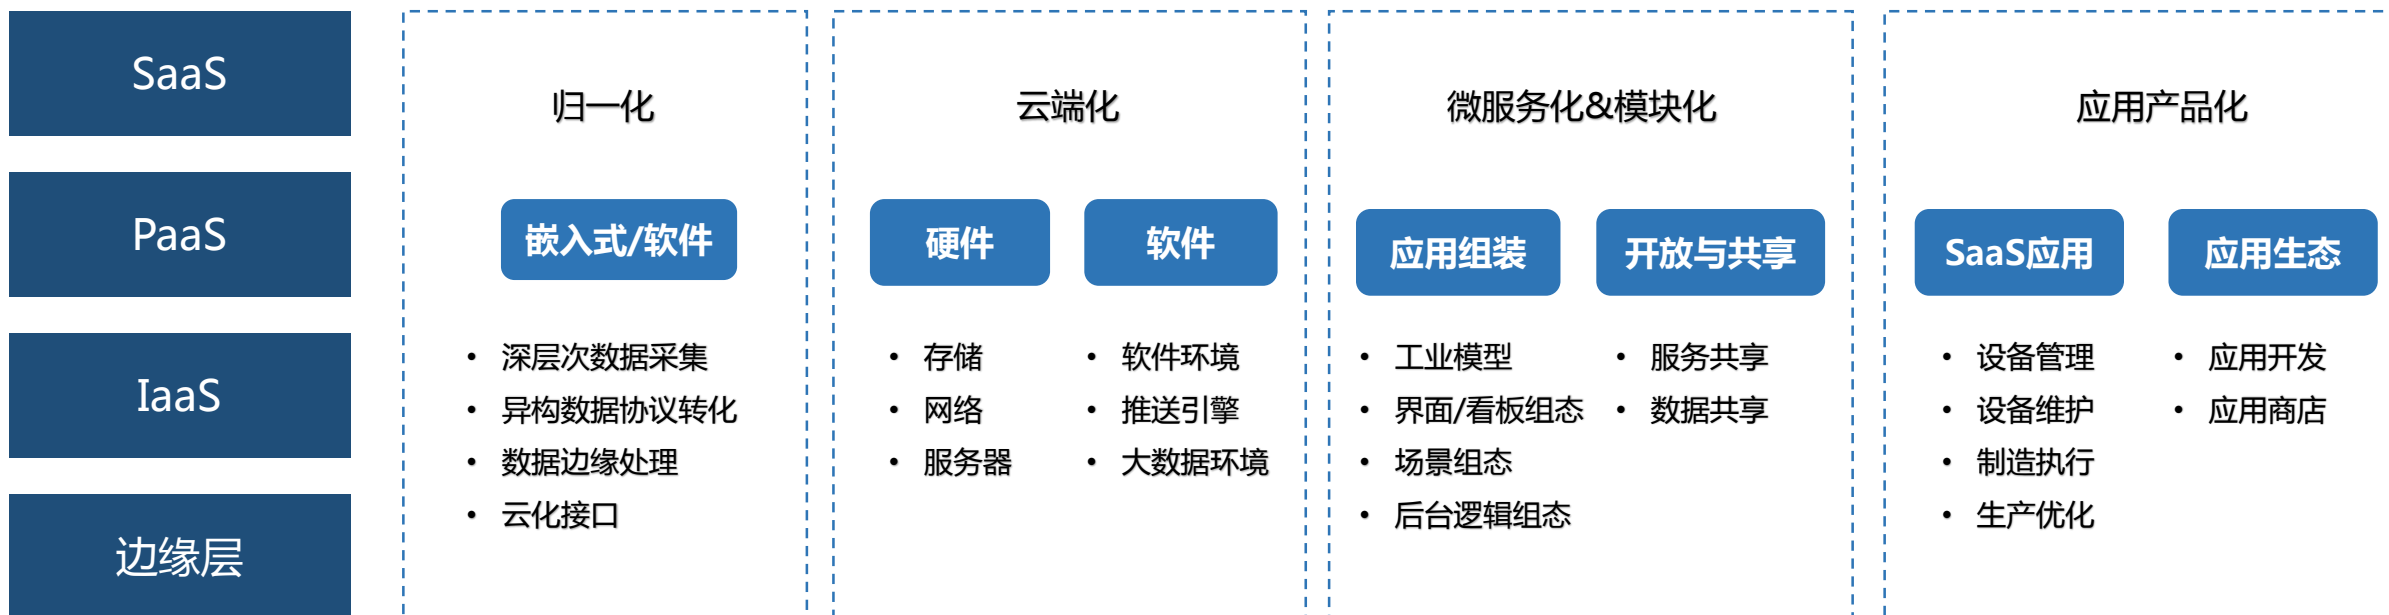 SaaS
PaaS
IaaS
边缘层
归一化
嵌入式/软件
• 深层次数据采集
• 异构数据协议转化
• 数据边缘处理
• 云化接口
云端化
硬件
• 存储
• 网络
• 服务器
软件
• 软件环境
• 推送引擎
• 大数据环境
微服务化&模块化
应用组装
• 工业模型
• 界面/看板组态
• 场景组态
• 后台逻辑组态
开放与共享
• 服务共享
• 数据共享
应用产品化
SaaS应用
• 设备管理
• 设备维护
• 制造执行
• 生产优化
应用生态
• 应用开发
• 应用商店